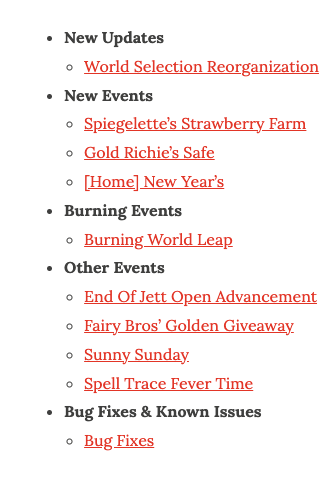 New Updates
World Selection Reorganization
New Events
Spiegelette’s Strawberry Farm
Gold Richie’s Safe
[Home] New Year’s
Burning Events
Burning World Leap
Other Events
End Of Jett Open Advancement
Fairy Bros’ Golden Giveaway
Sunny Sunday
Spell Trace Fever Time
Bug Fixes & Known Issues
Bug Fixes